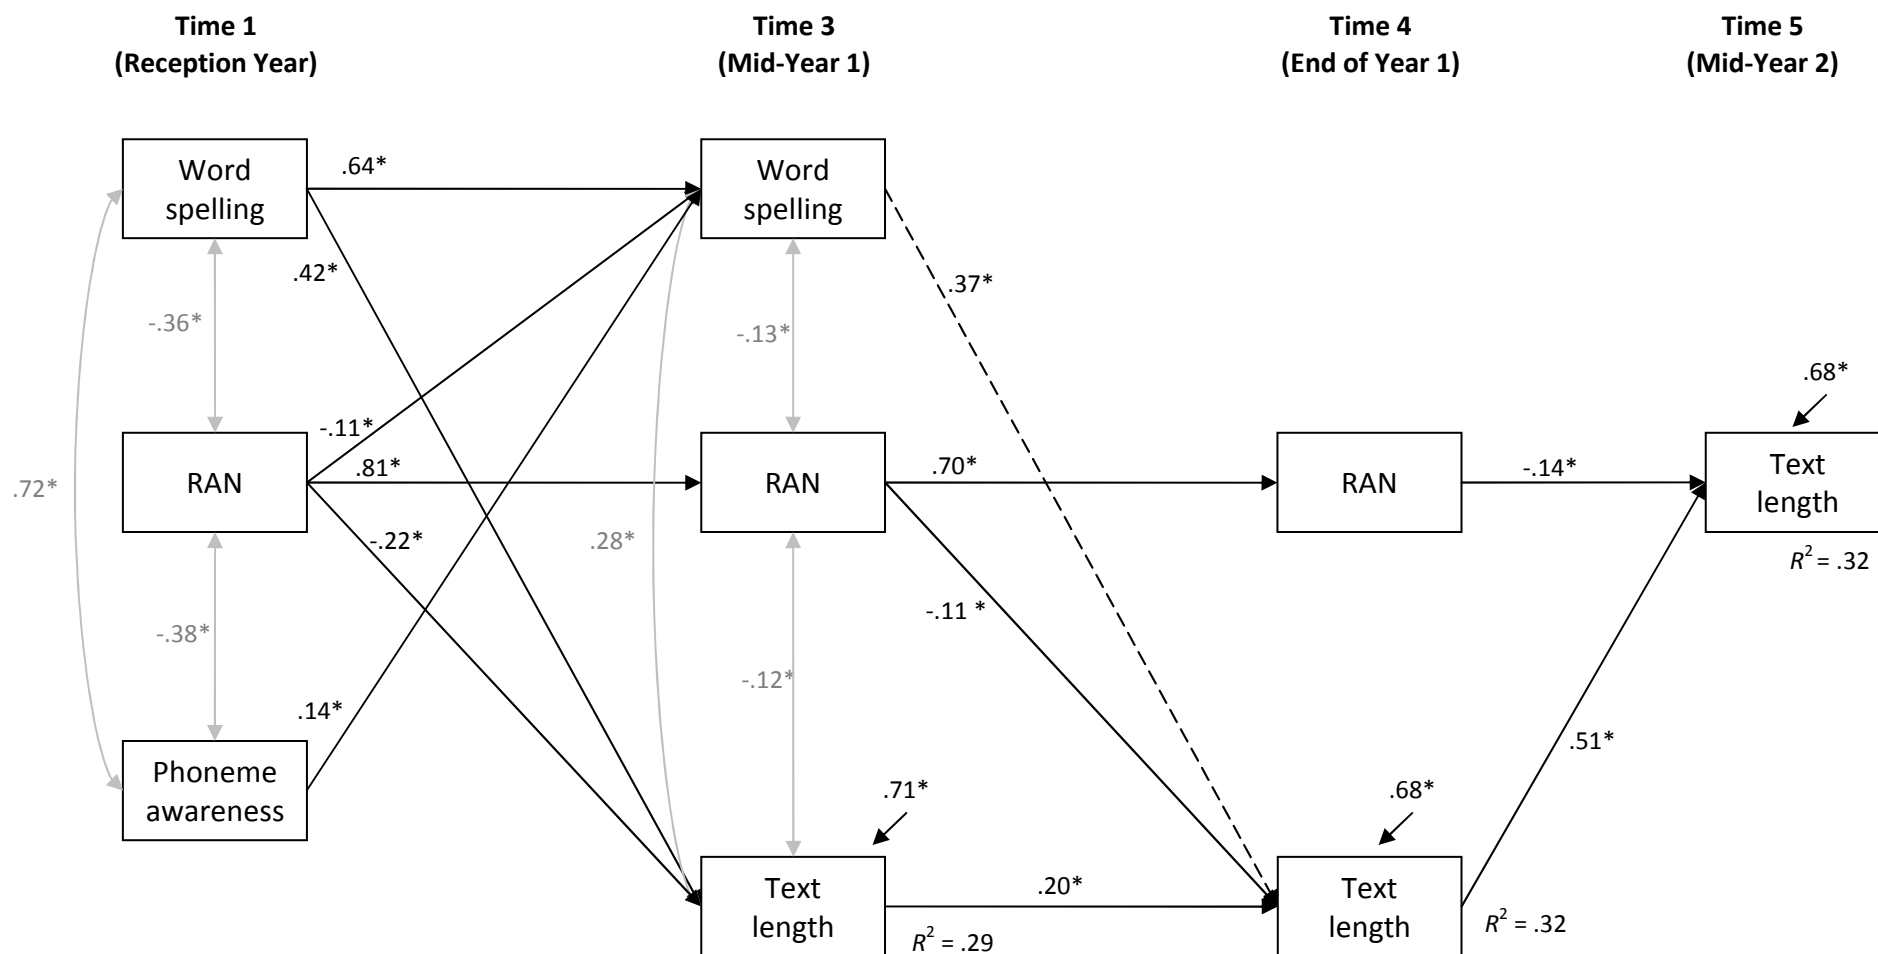 Time 1
(Reception Year)
Time 3
(Mid-Year 1)
Time 4
(End of Year 1)
Time 5
(Mid-Year 2)
Word
spelling
.64*
Word
spelling
.42*
.37*
-.36*
-.13*
.68*
-.11*
RAN
.81*
RAN
.70*
RAN
-.14*
Text
length
.72*
-.22*
.28*
R² = .32
-.11 *
-.38*
-.12*
.14*
.51*
Phoneme
awareness
.71*
.68*
Text
length
.20*
Text
length
R² = .29
R² = .32